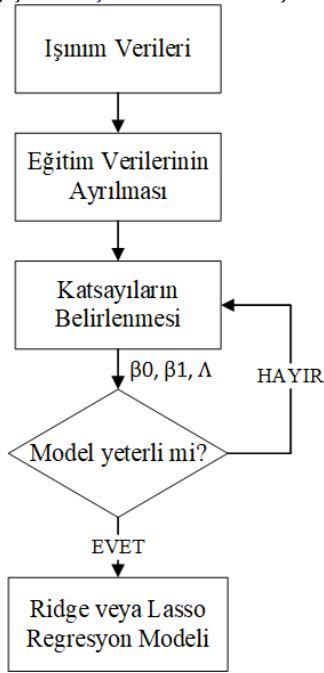 Işınım Verileri
Eğitim Verilerinin
Ayrılması
Katsayıların
Belirlenmesi
β0, β1, Λ
HAYIR
Model yeterli mi?
EVET
Ridge veya Lasso
Regresyon Modeli